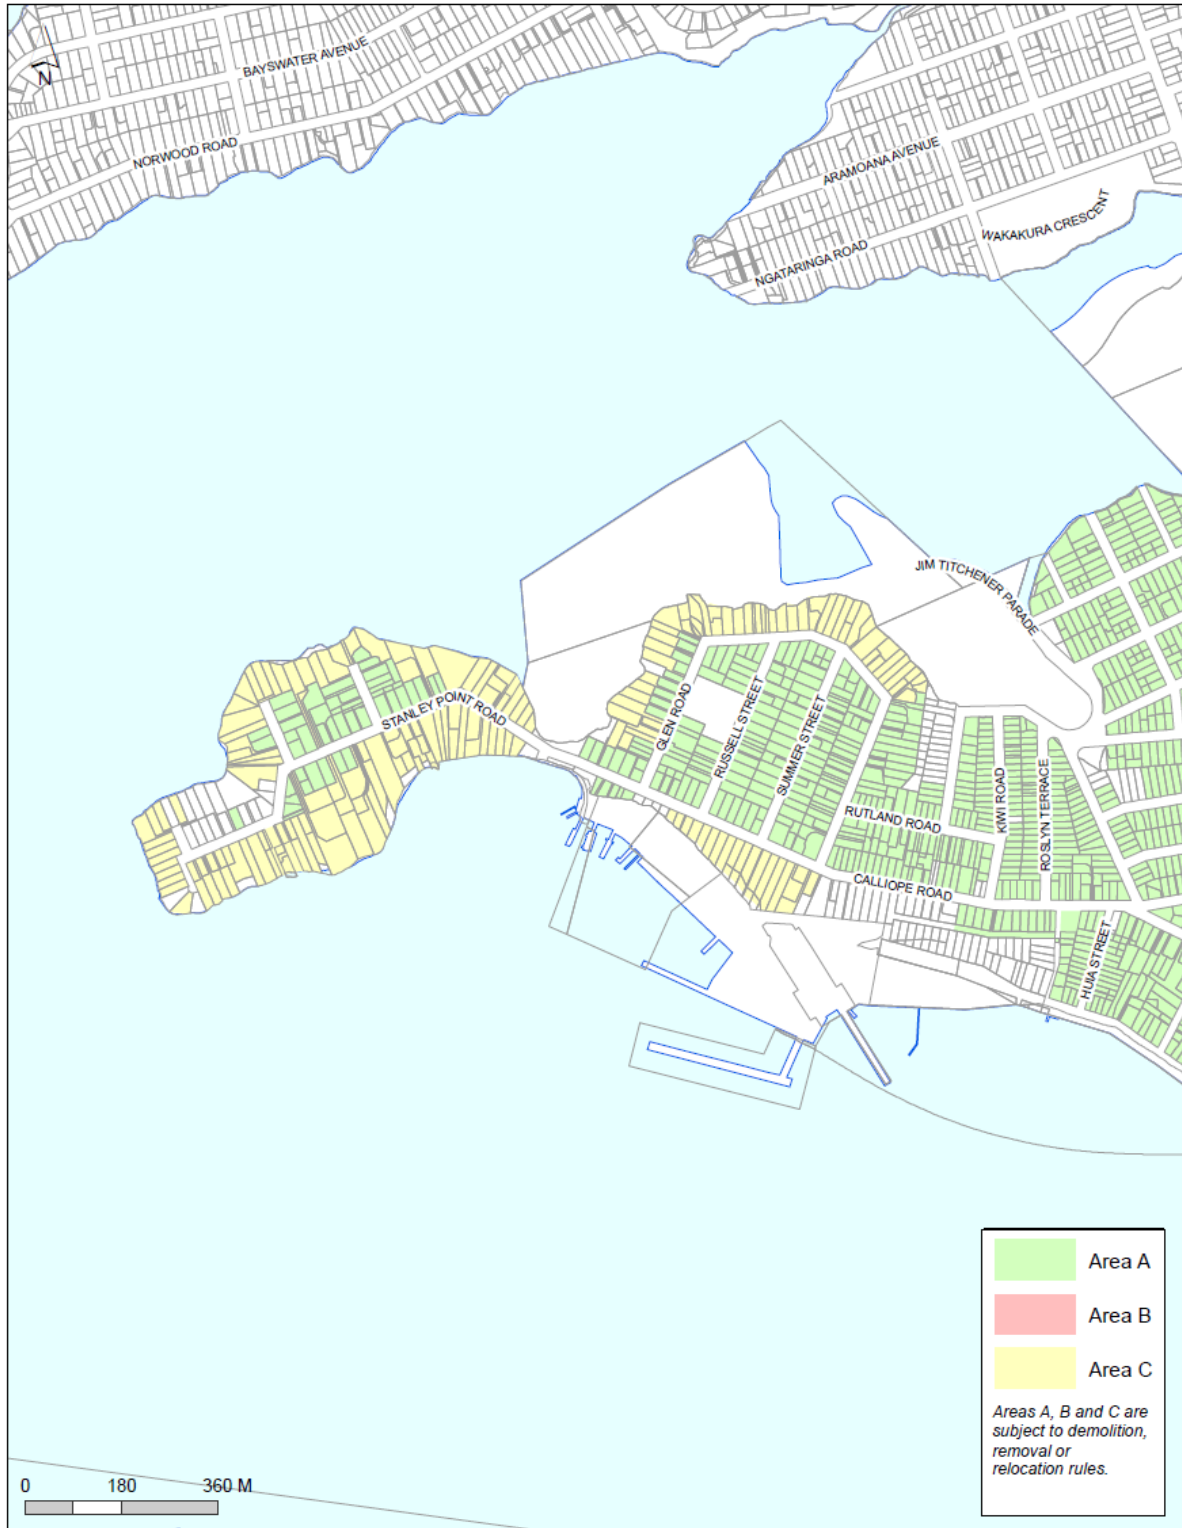 BAYSWATER AVENUE
N
NORWOOD ROAD
ARAMOANA AVENUE
WAKAKURA CRESCENT
NGATARINGA ROAD
JIM TITCHENER PARADE
STANLEY POINT ROAD
GLEN ROAD
RUSSELL STREET
SUMMER STREET
RUTLAND ROAD
KIWI ROAD
ROSLYN TERRACE
CALLIOPE ROAD
HUIA STREET
Area A
Area B
Area C
Areas A, B and C are
subject to demolition,
removal or
relocation rules.
0 180 360 M